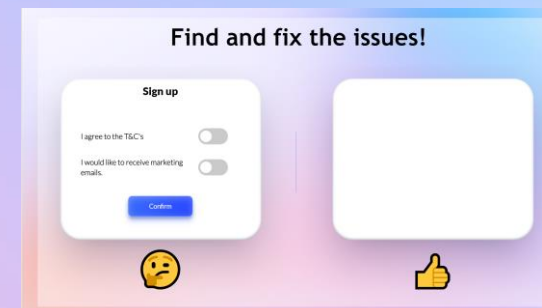 Find and fix the issues!
Sign up
I agree to the T&C's
I would like to receive marketing
emails.
Confirm